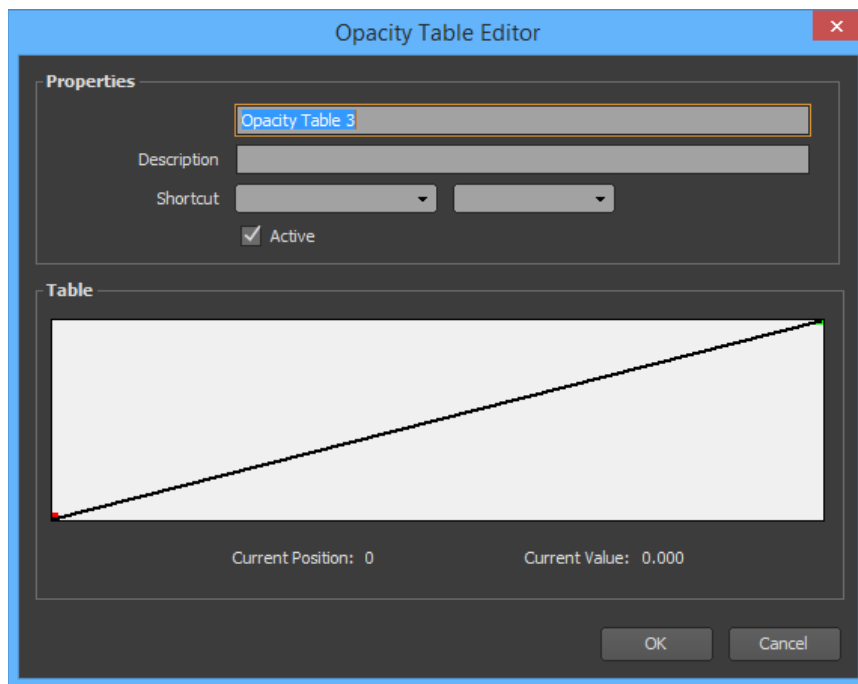 Opacity Table Editor
Properties
Opacity Table 3
Description
Shortcut
Active
Table
Current Position: 0 Current Value: 0.000
OK Cancel